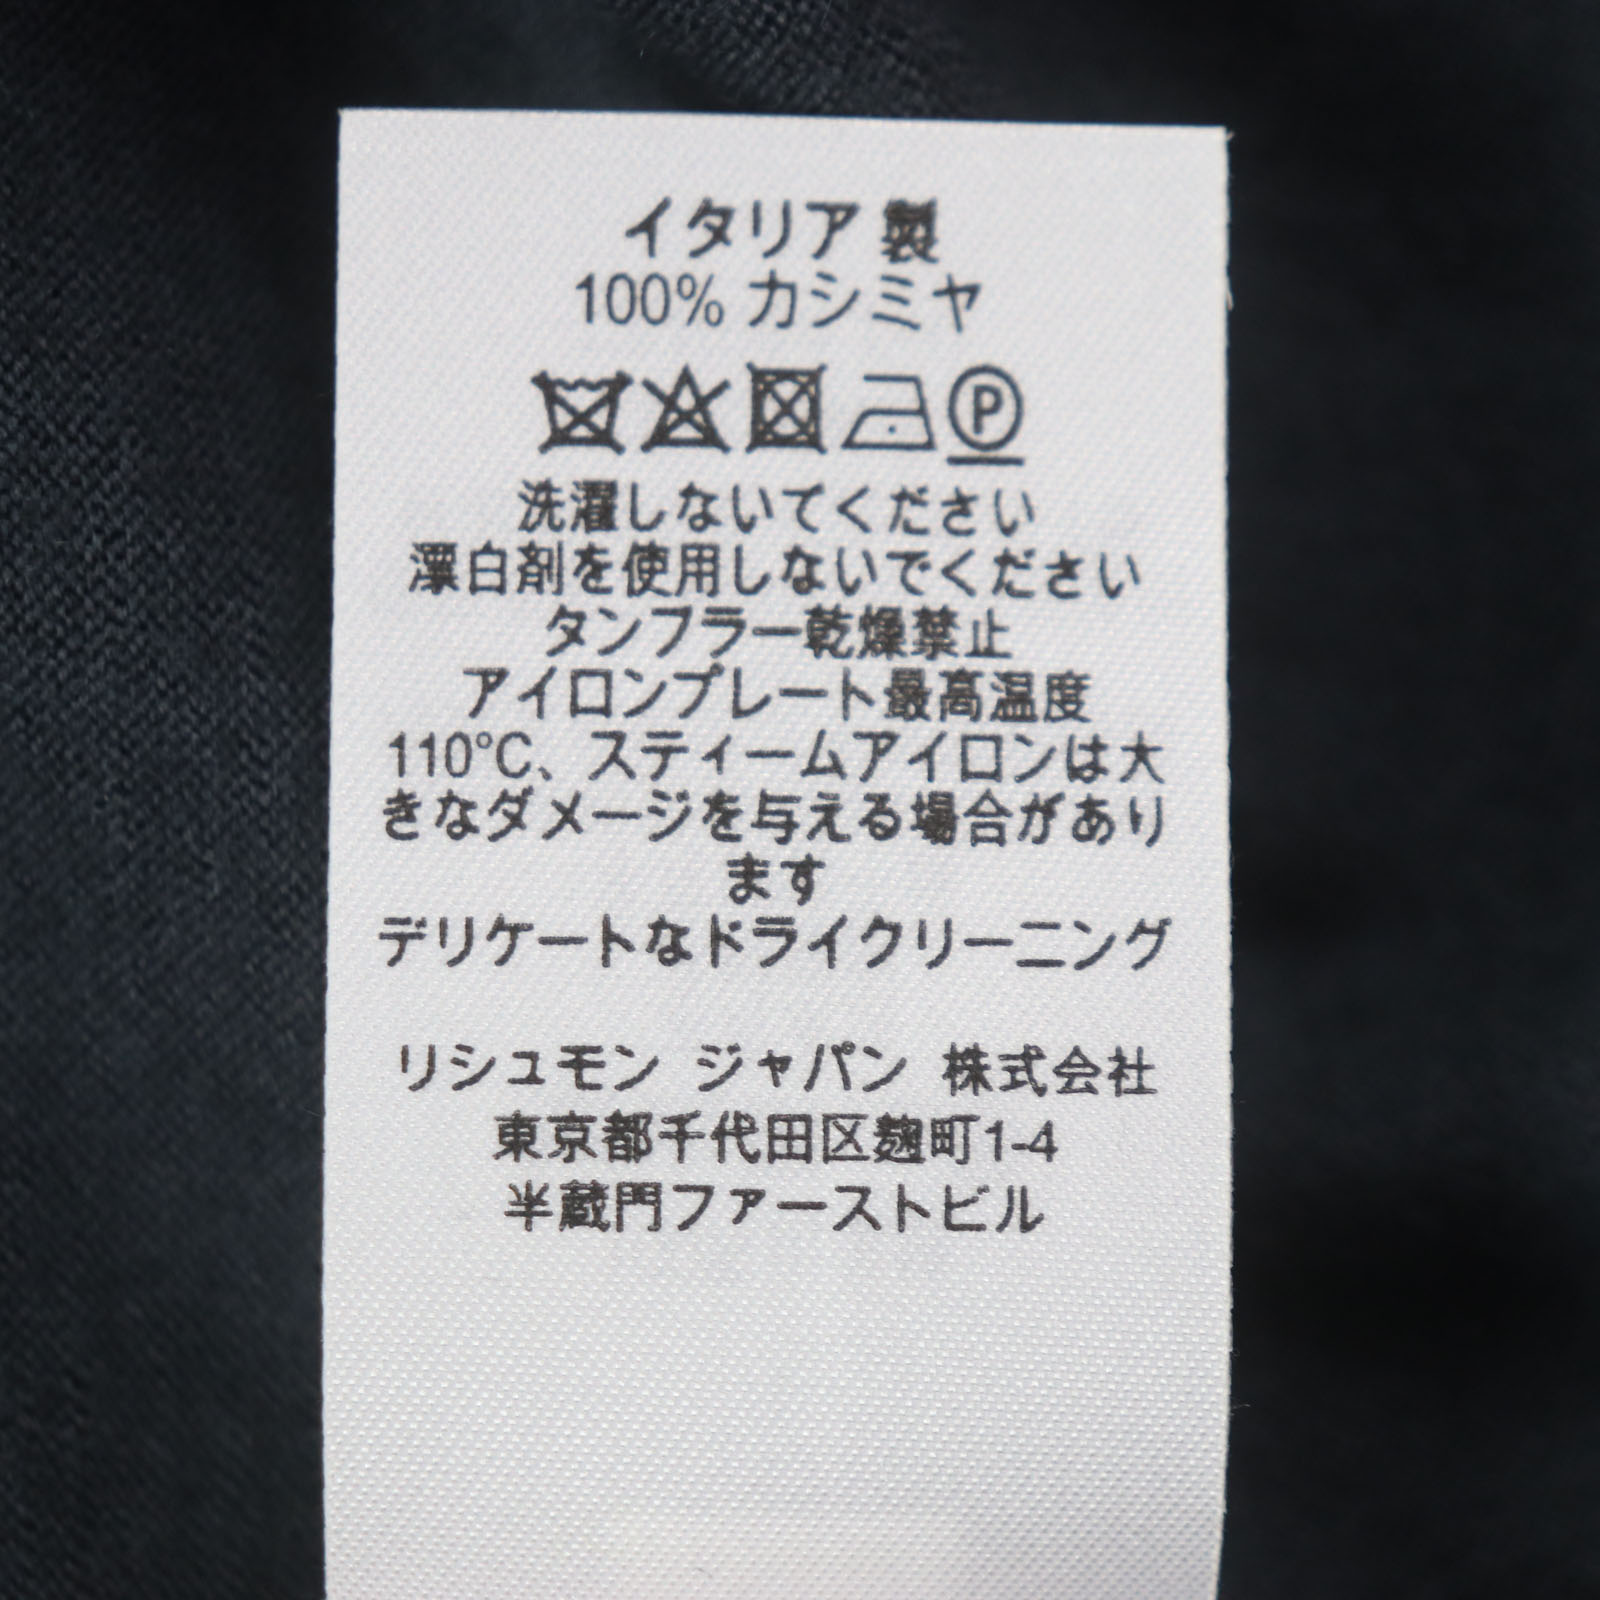 イタリア 製
100% カシミヤ
P
洗濯しないてください
漂白剤を使用しないでください
タンフラー乾燥禁止
アイロンプレート最高温度
110°C、スティームアイロンは大
きなダメージを与える場合があり
ます
デリケートなドライクリーニング
リシュモン ジャパン 株式会社
東京都千代田区麹町1-4
半蔵門ファーストビル